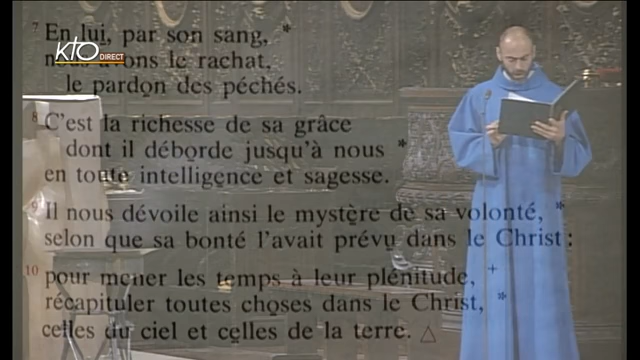 7 En lui, par son sang, *
nous avons le rachat,
le pardon des péchés.
8 C'est la richesse de sa grâce
dont il déborde jusqu'à nous *
en toute intelligence et sagesse.
9 Il nous dévoile ainsi le mystère de sa volonté, *
selon que sa bonté l'avait prévu dans le Christ :
10 pour mener les temps à leur plénitude, +
récapituler toutes choses dans le Christ, *
celles du ciel et celles de la terre. △
KTO DIRECT